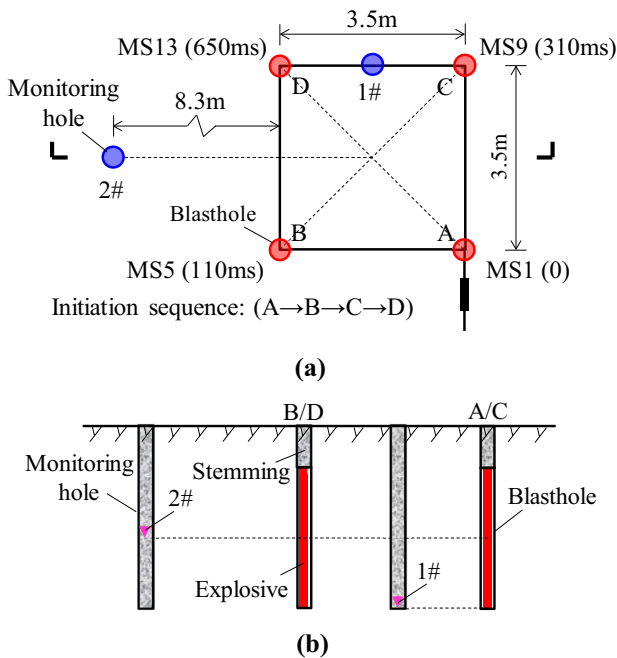 3.5m
MS13 (650ms)
MS9 (310ms)
D
1#
C
Monitoring
hole
8.3m
3.5m
2#
Blasthole
B
A
MS5 (110ms)
MS1 (0)
Initiation sequence: (A→B→C→D)
(a)
B/D
A/C
Stemming
Monitoring
hole
2#
Blasthole
Explosive
1#
(b)